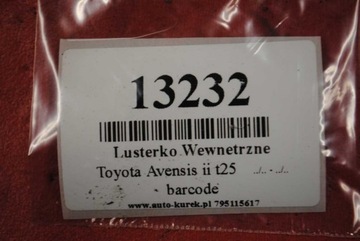 13232
Lusterko Wewnetrzne
Toyota Avensis ii t25 ../.. - ../..
barcode
www.auto-kurek.pl 795115617